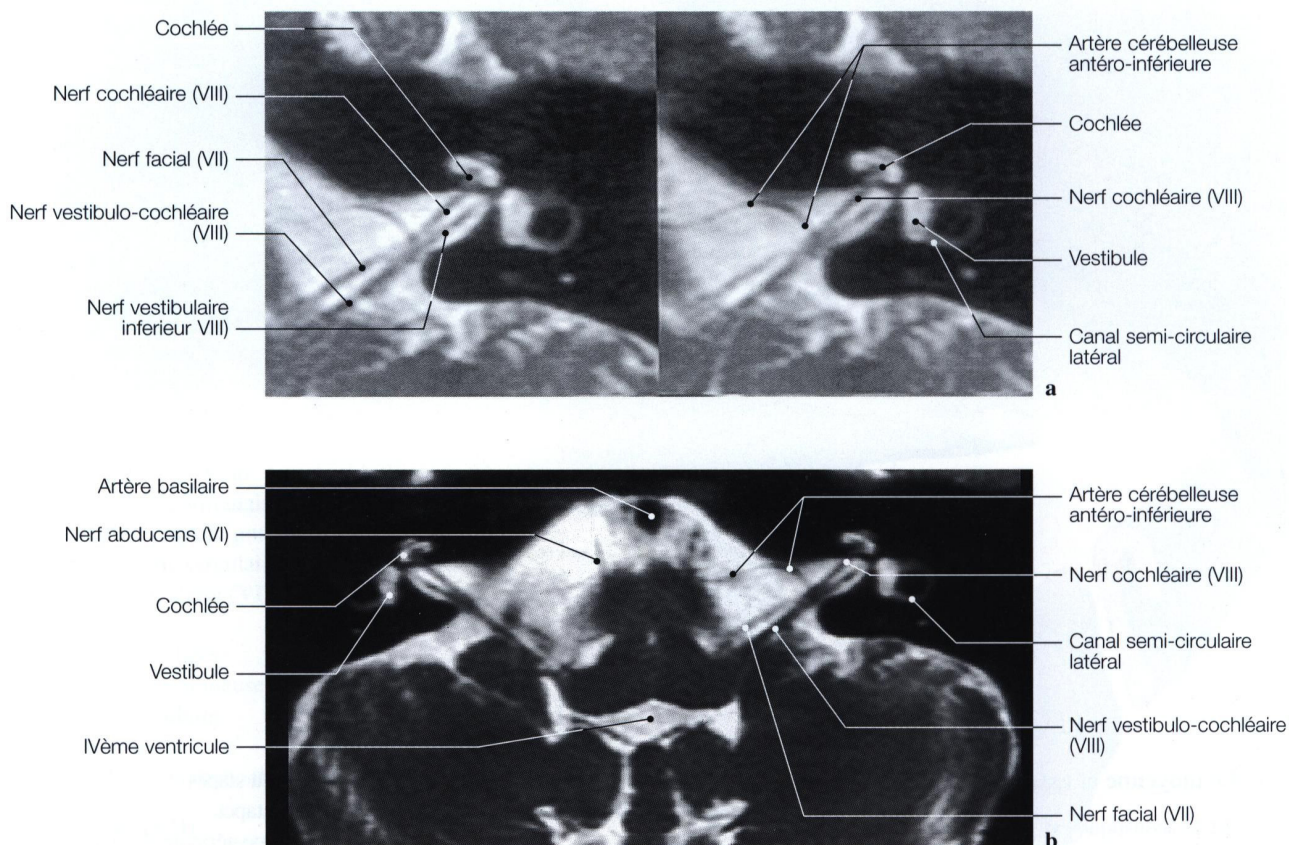 Cochlée
Nerf cochléaire (VIII)
Nerf facial (VII)
Nerf vestibulo-cochléaire
(VIII)
Nerf vestibulaire
inferieur VIII)
Artère cérébelleuse
antéro-inférieure
Cochlée
Nerf cochléaire (VIII)
Vestibule
Canal semi-circulaire
latéral
a
Artère basilaire
Nerf abducens (VI)
Cochlée
Vestibule
IVème ventricule
Artère cérébelleuse
antéro-inférieure
Nerf cochléaire (VIII)
Canal semi-circulaire
latéral
Nerf vestibulo-cochléaire
(VIII)
Nerf facial (VII)
b